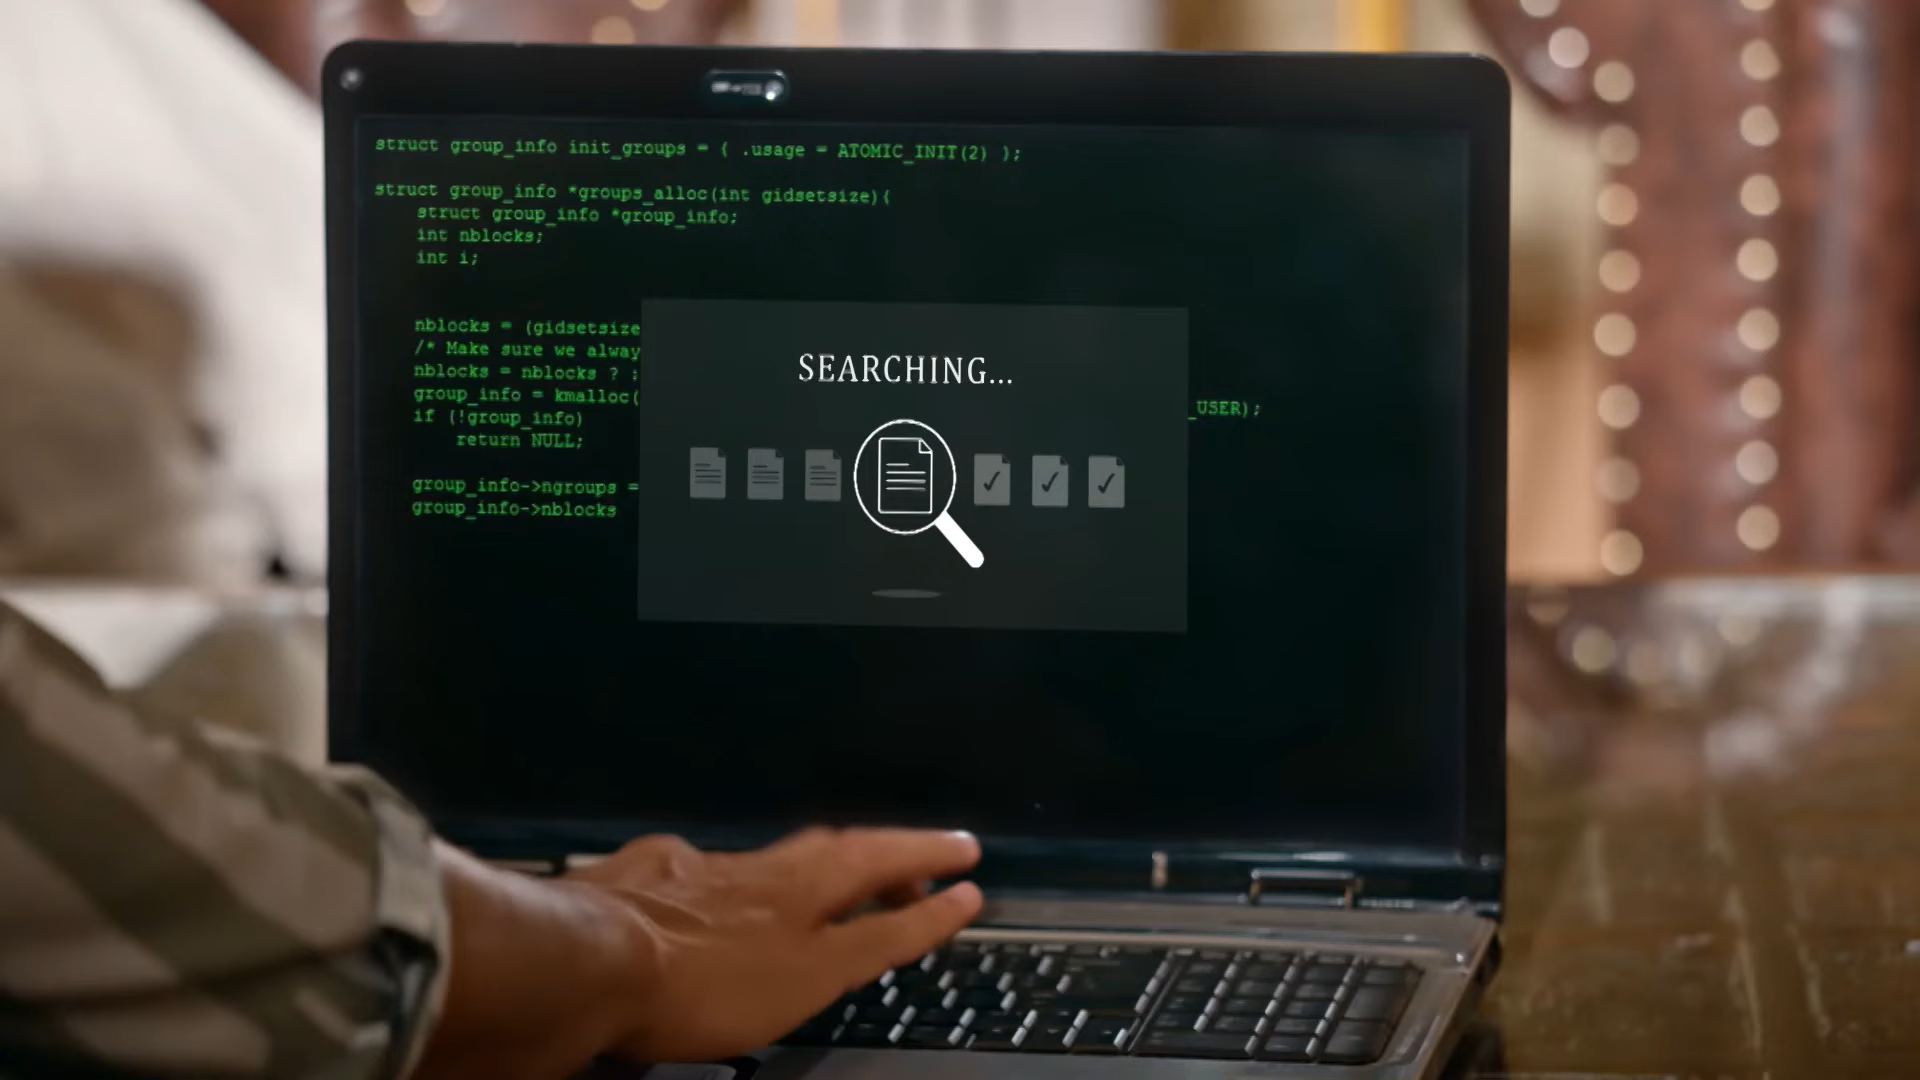 struct group_info init_groups = { .usage = ATOMIC_INIT(2) };
struct group_info *groups_alloc(int gidsetsize){
struct group_info *group_info;
int nblocks;
int i;
nblocks = (gidsetsize
/* Make sure we alway
nblocks = nblocks ? :
group_info = kmalloc(
_USER);
if (!group_info)
return NULL;
group_info->ngroups =
group_info->nblocks
SEARCHING...